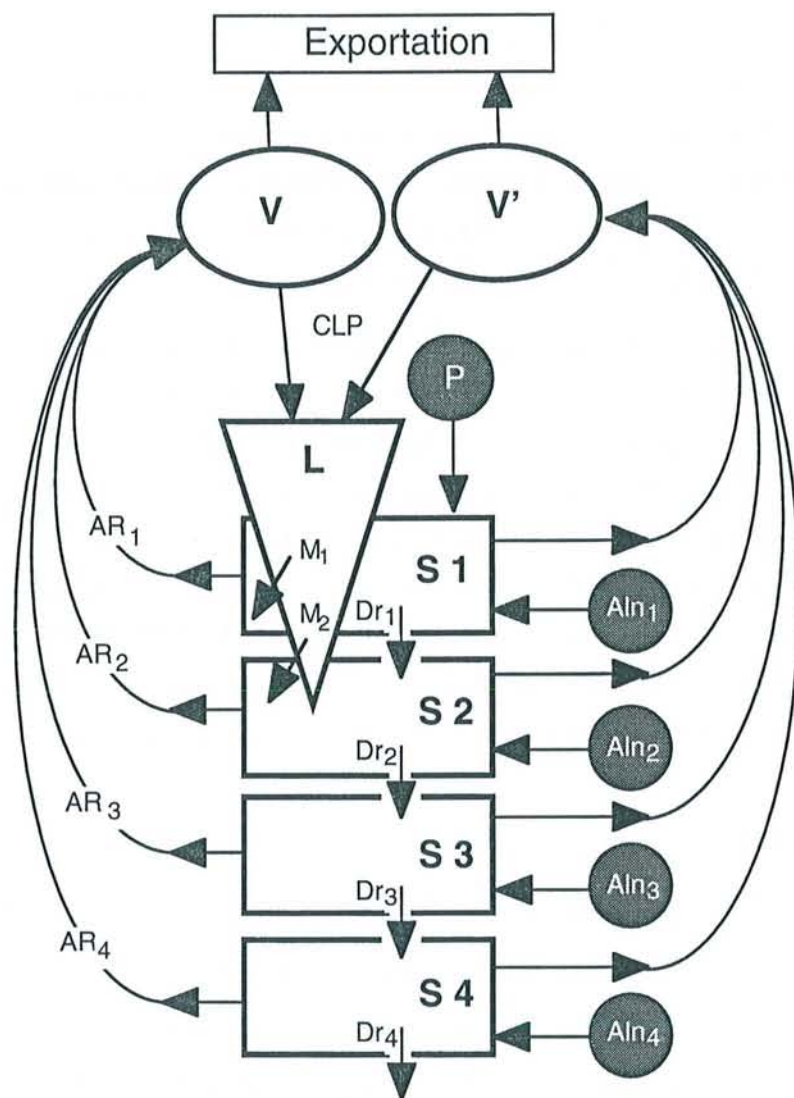 Exportation
V
V'
CLP
P
L
AR1
M1
S 1
Aln1
M2
Dr1
AR2
S 2
Aln2
Dr2
AR3
S 3
Aln3
Dr3
AR4
S 4
Aln4
Dr4